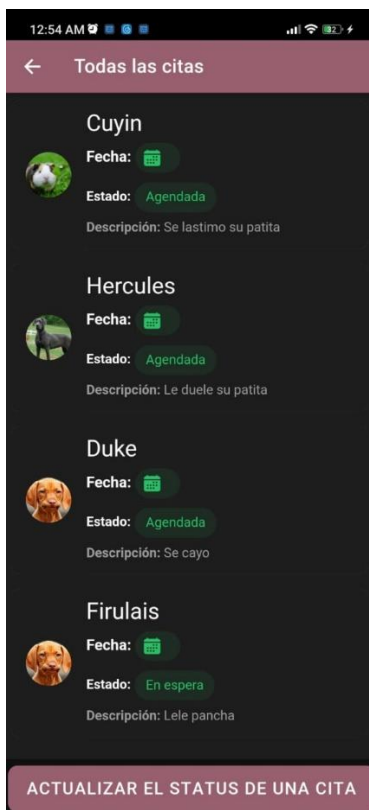 12:54 AM
82
Todas las citas
Cuyin
Fecha:
Estado: Agendada
Descripción: Se lastimo su patita
Hercules
Fecha:
Estado: Agendada
Descripción: Le duele su patita
Duke
Fecha:
Estado: Agendada
Descripción: Se cayo
Firulais
Fecha:
Estado: En espera
Descripción: Lele pancha
ACTUALIZAR EL STATUS DE UNA CITA